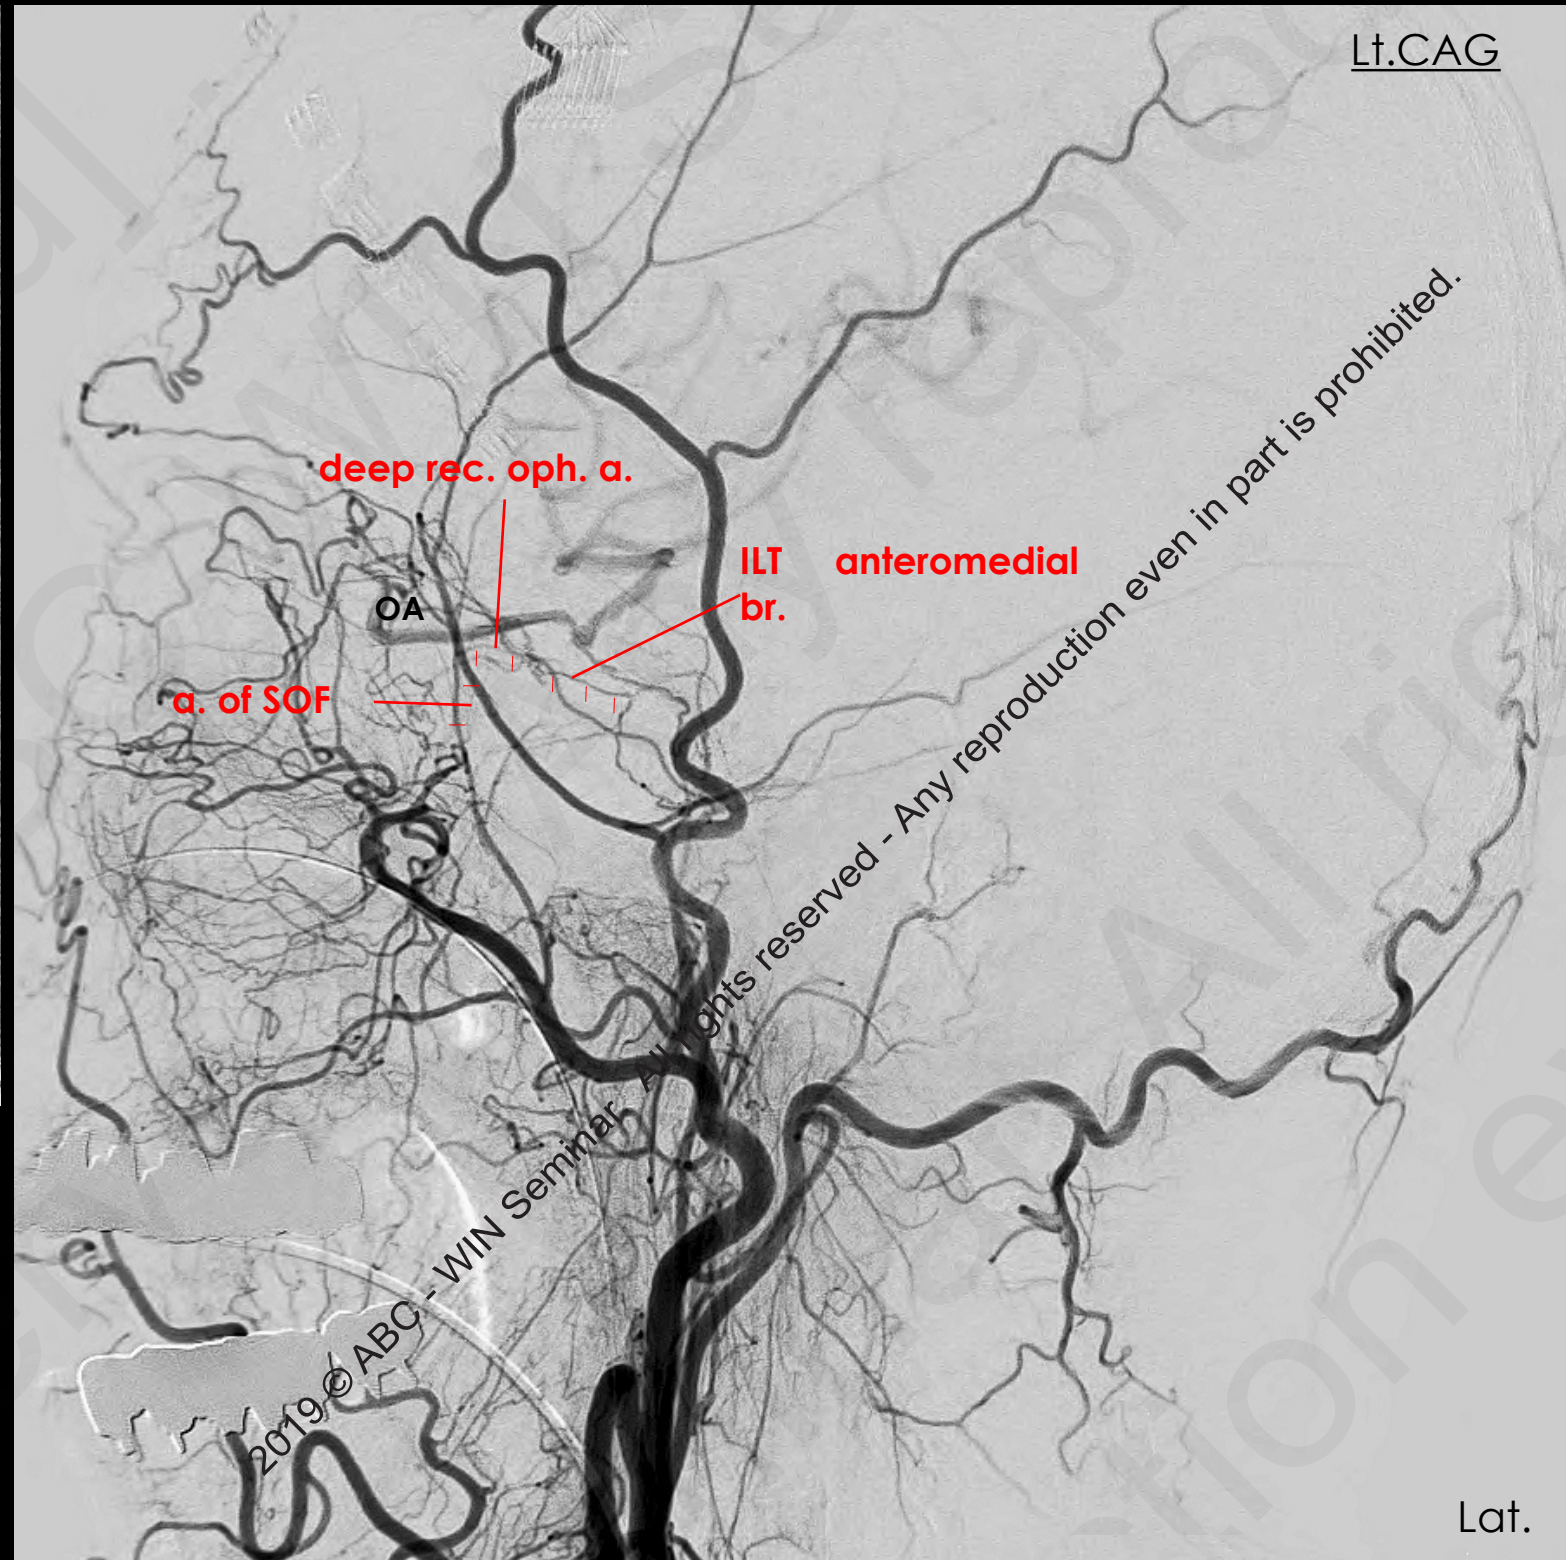 Lt.CAG
deep rec. oph. a.
ILT anteromedial
br.
OA
a. of SOF
2019 © ABC - WIN Seminar All rights reserved - Any reproduction even in part is prohibited.
Lat.